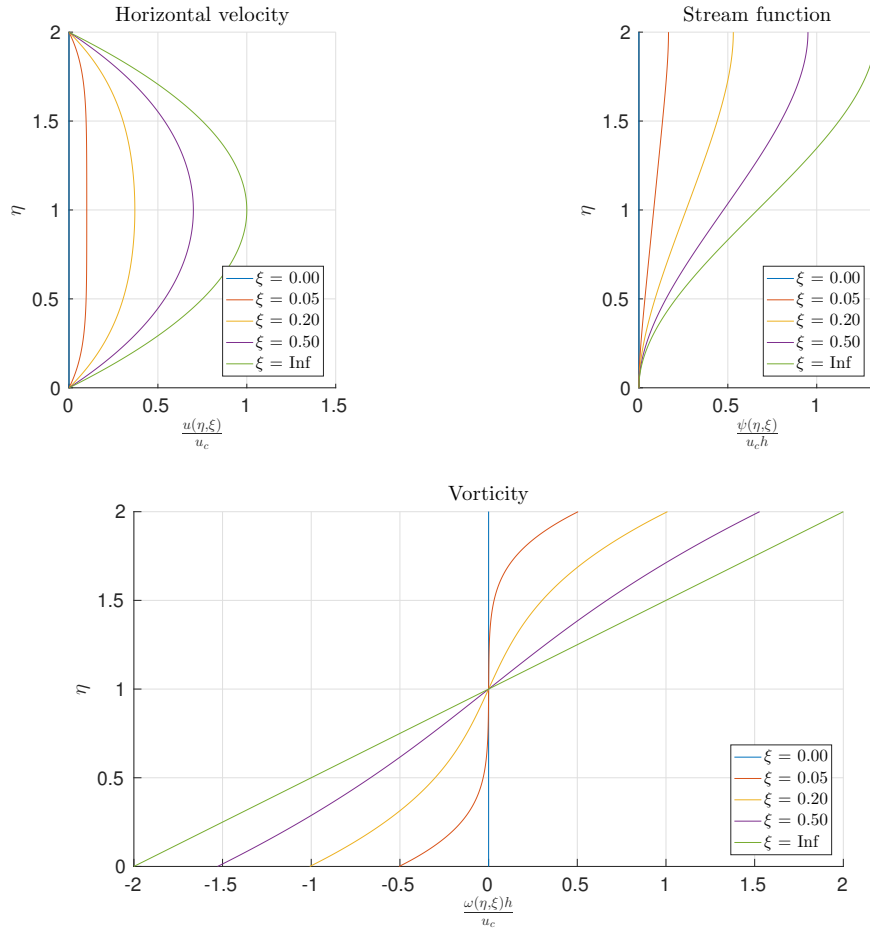 Horizontal velocity
2
1.5
1
0.5
0
η
ξ = 0.00
ξ = 0.05
ξ = 0.20
ξ = 0.50
ξ = Inf
0 0.5 1 1.5
u(η,ξ)
u_c
Stream function
2
1.5
1
0.5
0
η
ξ = 0.00
ξ = 0.05
ξ = 0.20
ξ = 0.50
ξ = Inf
0 0.5 1
ψ(η,ξ)
u_c h
Vorticity
2
1.5
1
0.5
0
η
ξ = 0.00
ξ = 0.05
ξ = 0.20
ξ = 0.50
ξ = Inf
-2 -1.5 -1 -0.5 0 0.5 1 1.5 2
ω(η,ξ)h
u_c